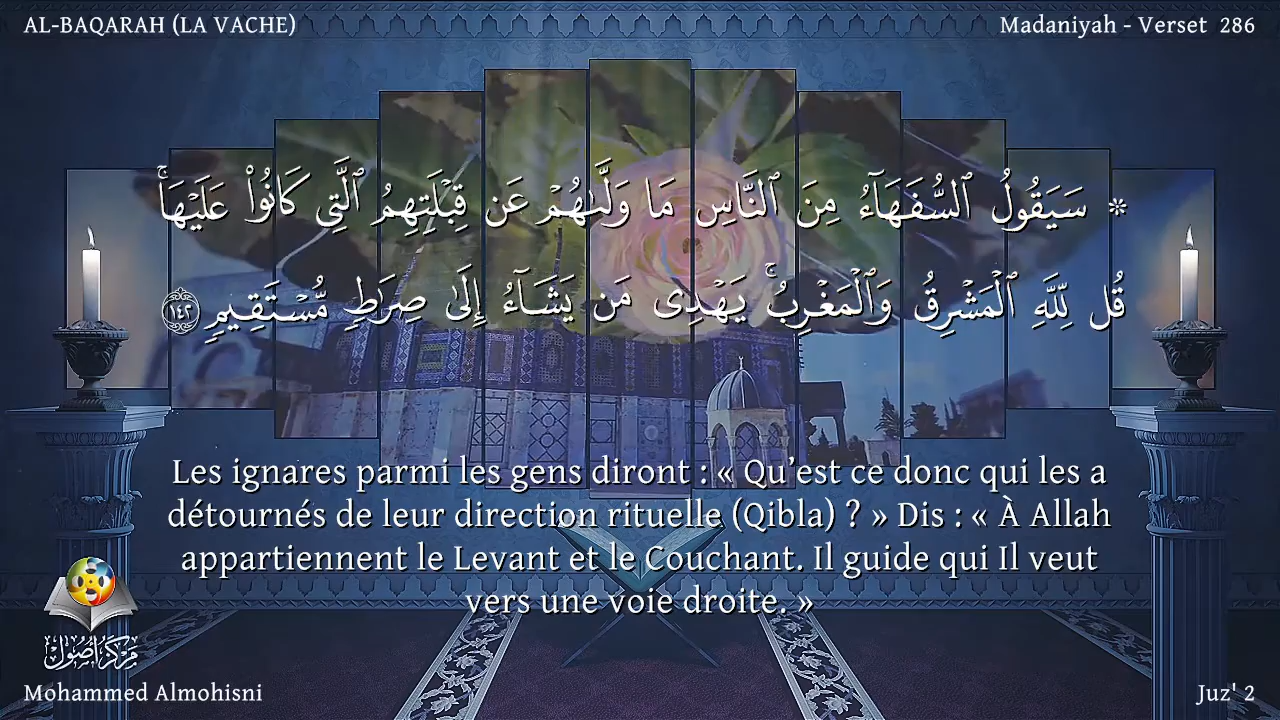 AL-BAQARAH (LA VACHE)
Madaniyah - Verset 286
۞ سَيَقُولُ ٱلسُّفَهَآءُ مِنَ ٱلنَّاسِ مَا وَلَّىٰهُمْ عَن قِبْلَتِهِمُ ٱلَّتِى كَانُوا۟ عَلَيْهَا ۚ
قُل لِّلَّهِ ٱلْمَشْرِقُ وَٱلْمَغْرِبُ ۚ يَهْدِى مَن يَشَآءُ إِلَىٰ صِرَٰطٍ مُّسْتَقِيمٍ ١٤٢
Les ignares parmi les gens diront : « Qu’est ce donc qui les a
détournés de leur direction rituelle (Qibla) ? » Dis : « À Allah
appartiennent le Levant et le Couchant. Il guide qui Il veut
vers une voie droite. »
مركز أصول
Mohammed Almohisni
Juz' 2